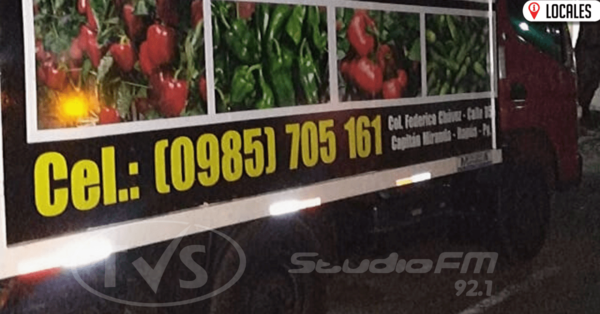 LOCALES
Cel.: (0985) 705 161
Col. Federico Chávez - Calle
Capitán Miranda - Itapúa - Py.
TVS
StudioFM
92.1